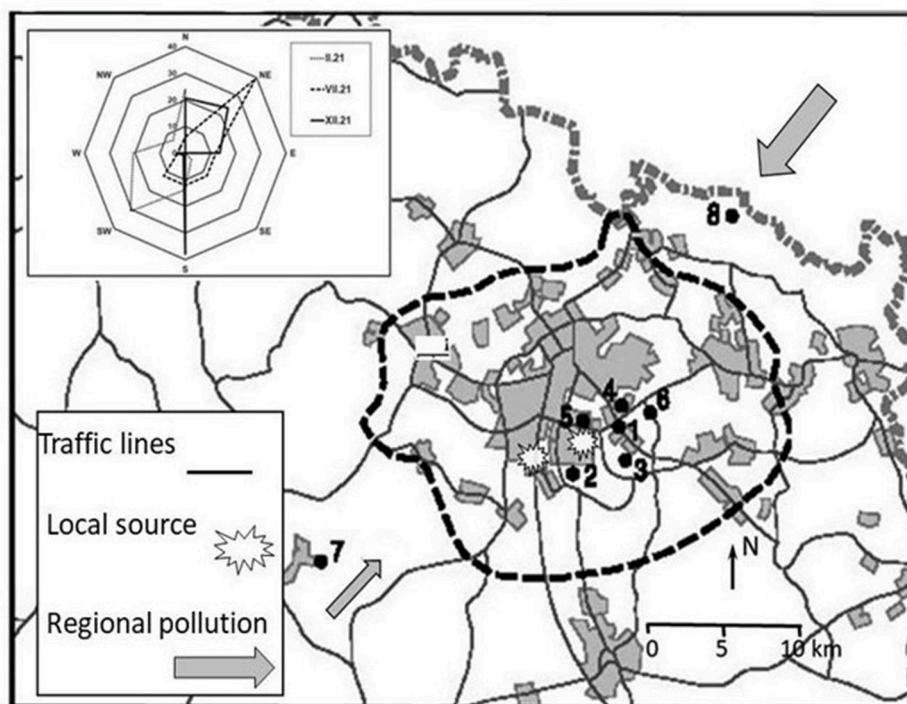 N
40
NW
30
NE
20
10
W
0
E
SW
SE
S
II.21
VII.21
XII.21
8
4
6
5
1
2
3
7
N
0 5 10 km
Traffic lines
Local source
Regional pollution